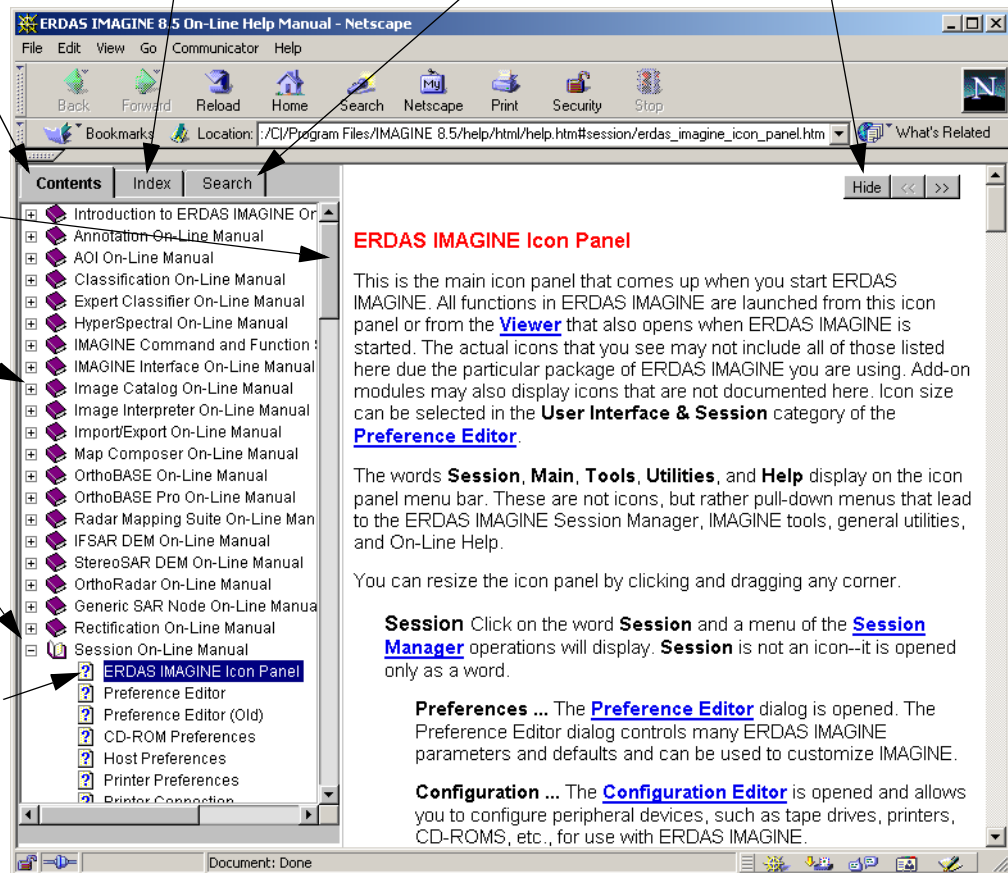 ERDAS IMAGINE 8.5 On-Line Help Manual - Netscape
File Edit View Go Communicator Help
Back Forward Reload Home Search Netscape Print Security Stop
My
N
Bookmarks Location: :/C|/Program Files/IMAGINE 8.5/help/html/help.htm#session/erdas_imagine_icon_panel.htm What's Related
Contents Index Search
Introduction to ERDAS IMAGINE Or
Annotation On-Line Manual
AOI On-Line Manual
Classification On-Line Manual
Expert Classifier On-Line Manual
HyperSpectral On-Line Manual
IMAGINE Command and Function
IMAGINE Interface On-Line Manual
Image Catalog On-Line Manual
Image Interpreter On-Line Manual
Import/Export On-Line Manual
Map Composer On-Line Manual
OrthoBASE On-Line Manual
OrthoBASE Pro On-Line Manual
Radar Mapping Suite On-Line Man
IFSAR DEM On-Line Manual
StereoSAR DEM On-Line Manual
OrthoRadar On-Line Manual
Generic SAR Node On-Line Manua
Rectification On-Line Manual
Session On-Line Manual
ERDAS IMAGINE Icon Panel
Preference Editor
Preference Editor (Old)
CD-ROM Preferences
Host Preferences
Printer Preferences
Printer Connection
Hide << >>
ERDAS IMAGINE Icon Panel
This is the main icon panel that comes up when you start ERDAS
IMAGINE. All functions in ERDAS IMAGINE are launched from this icon
panel or from the Viewer that also opens when ERDAS IMAGINE is
started. The actual icons that you see may not include all of those listed
here due the particular package of ERDAS IMAGINE you are using. Add-on
modules may also display icons that are not documented here. Icon size
can be selected in the User Interface & Session category of the
Preference Editor.
The words Session, Main, Tools, Utilities, and Help display on the icon
panel menu bar. These are not icons, but rather pull-down menus that lead
to the ERDAS IMAGINE Session Manager, IMAGINE tools, general utilities,
and On-Line Help.
You can resize the icon panel by clicking and dragging any corner.
Session Click on the word Session and a menu of the Session
Manager operations will display. Session is not an icon--it is opened
only as a word.
Preferences ... The Preference Editor dialog is opened. The
Preference Editor dialog controls many ERDAS IMAGINE
parameters and defaults and can be used to customize IMAGINE.
Configuration ... The Configuration Editor is opened and allows
you to configure peripheral devices, such as tape drives, printers,
CD-ROMS, etc., for use with ERDAS IMAGINE.
Document: Done